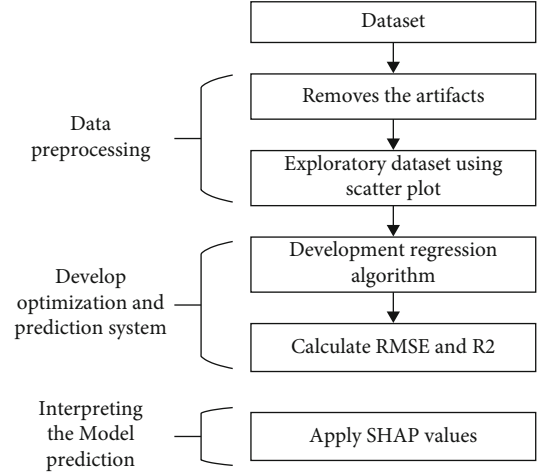 Dataset
Data
preprocessing
Removes the artifacts
Exploratory dataset using
scatter plot
Develop
optimization and
prediction system
Development regression
algorithm
Calculate RMSE and R2
Interpreting
the Model
prediction
Apply SHAP values